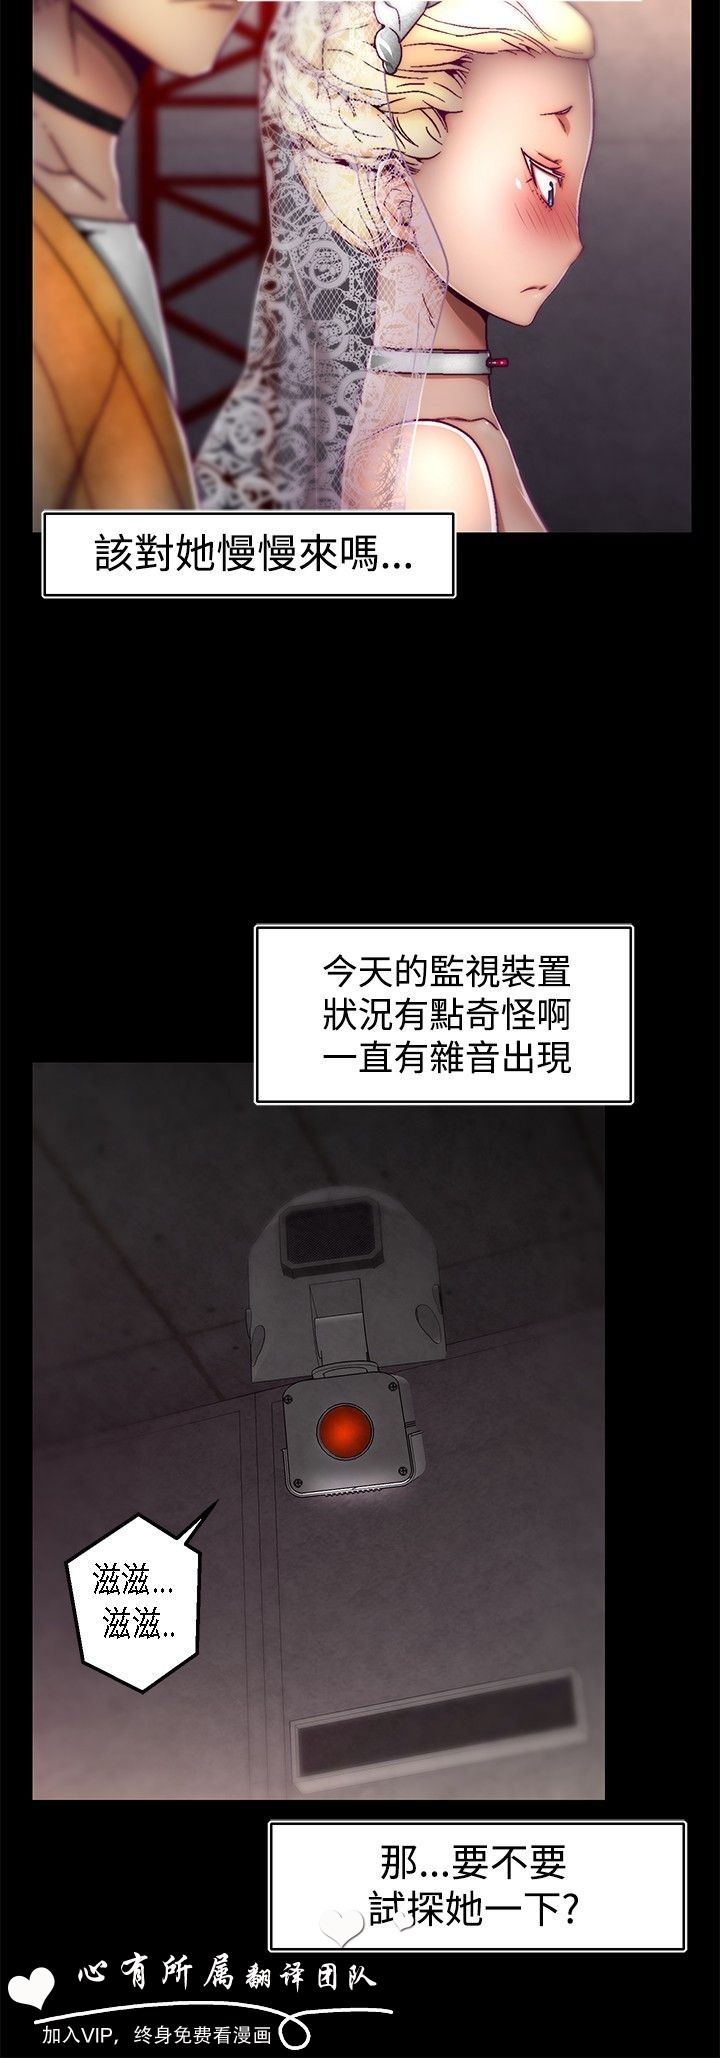 該對她慢慢來嗎...
今天的監視裝置
狀況有點奇怪啊
一直有雜音出現
滋滋...
滋滋..
那...要不要
試探她一下?
心有所属翻译团队
加入VIP，终身免费看漫画